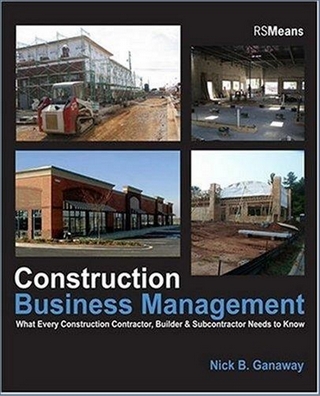 RSMeans
Construction
Business Management
What Every Construction Contractor, Builder & Subcontractor Needs to Know
Nick B. Ganaway